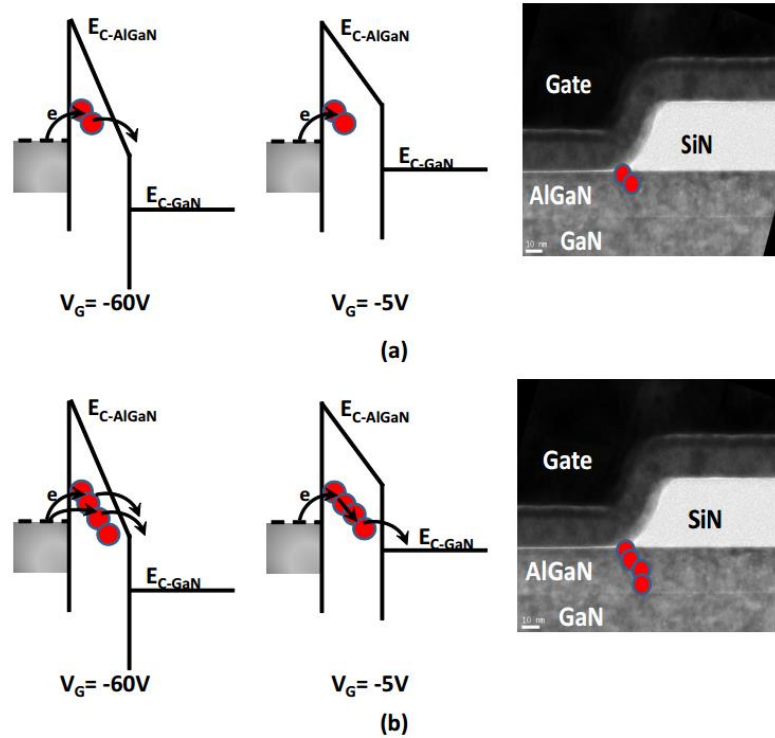 E_C-AlGaN
e
E_C-GaN
V_G= -60V
E_C-AlGaN
e
E_C-GaN
V_G= -5V
Gate
SiN
AlGaN
GaN
10 nm
(a)
E_C-AlGaN
e
E_C-GaN
V_G= -60V
E_C-AlGaN
e
E_C-GaN
V_G= -5V
Gate
SiN
AlGaN
GaN
10 nm
(b)